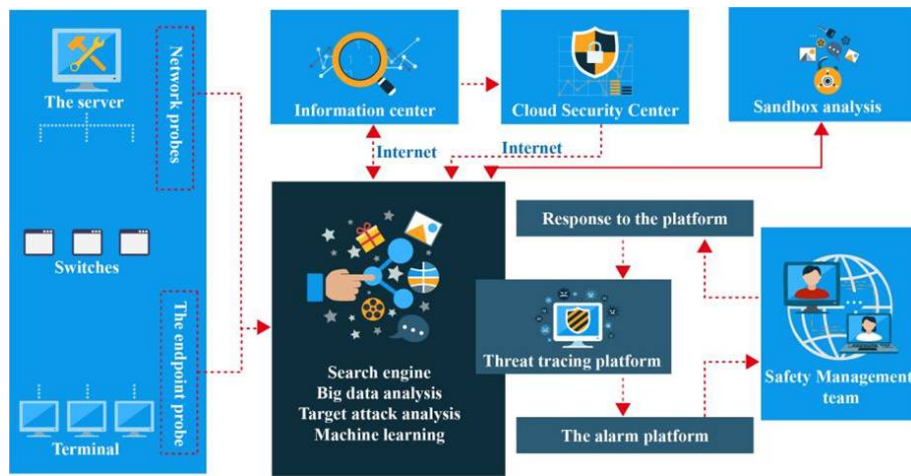 The server
Network probes
Switches
The endpoint probe
Terminal
Information center
Cloud Security Center
Sandbox analysis
Internet
Internet
Search engine
Big data analysis
Target attack analysis
Machine learning
Response to the platform
Threat tracing platform
The alarm platform
Safety Management
team